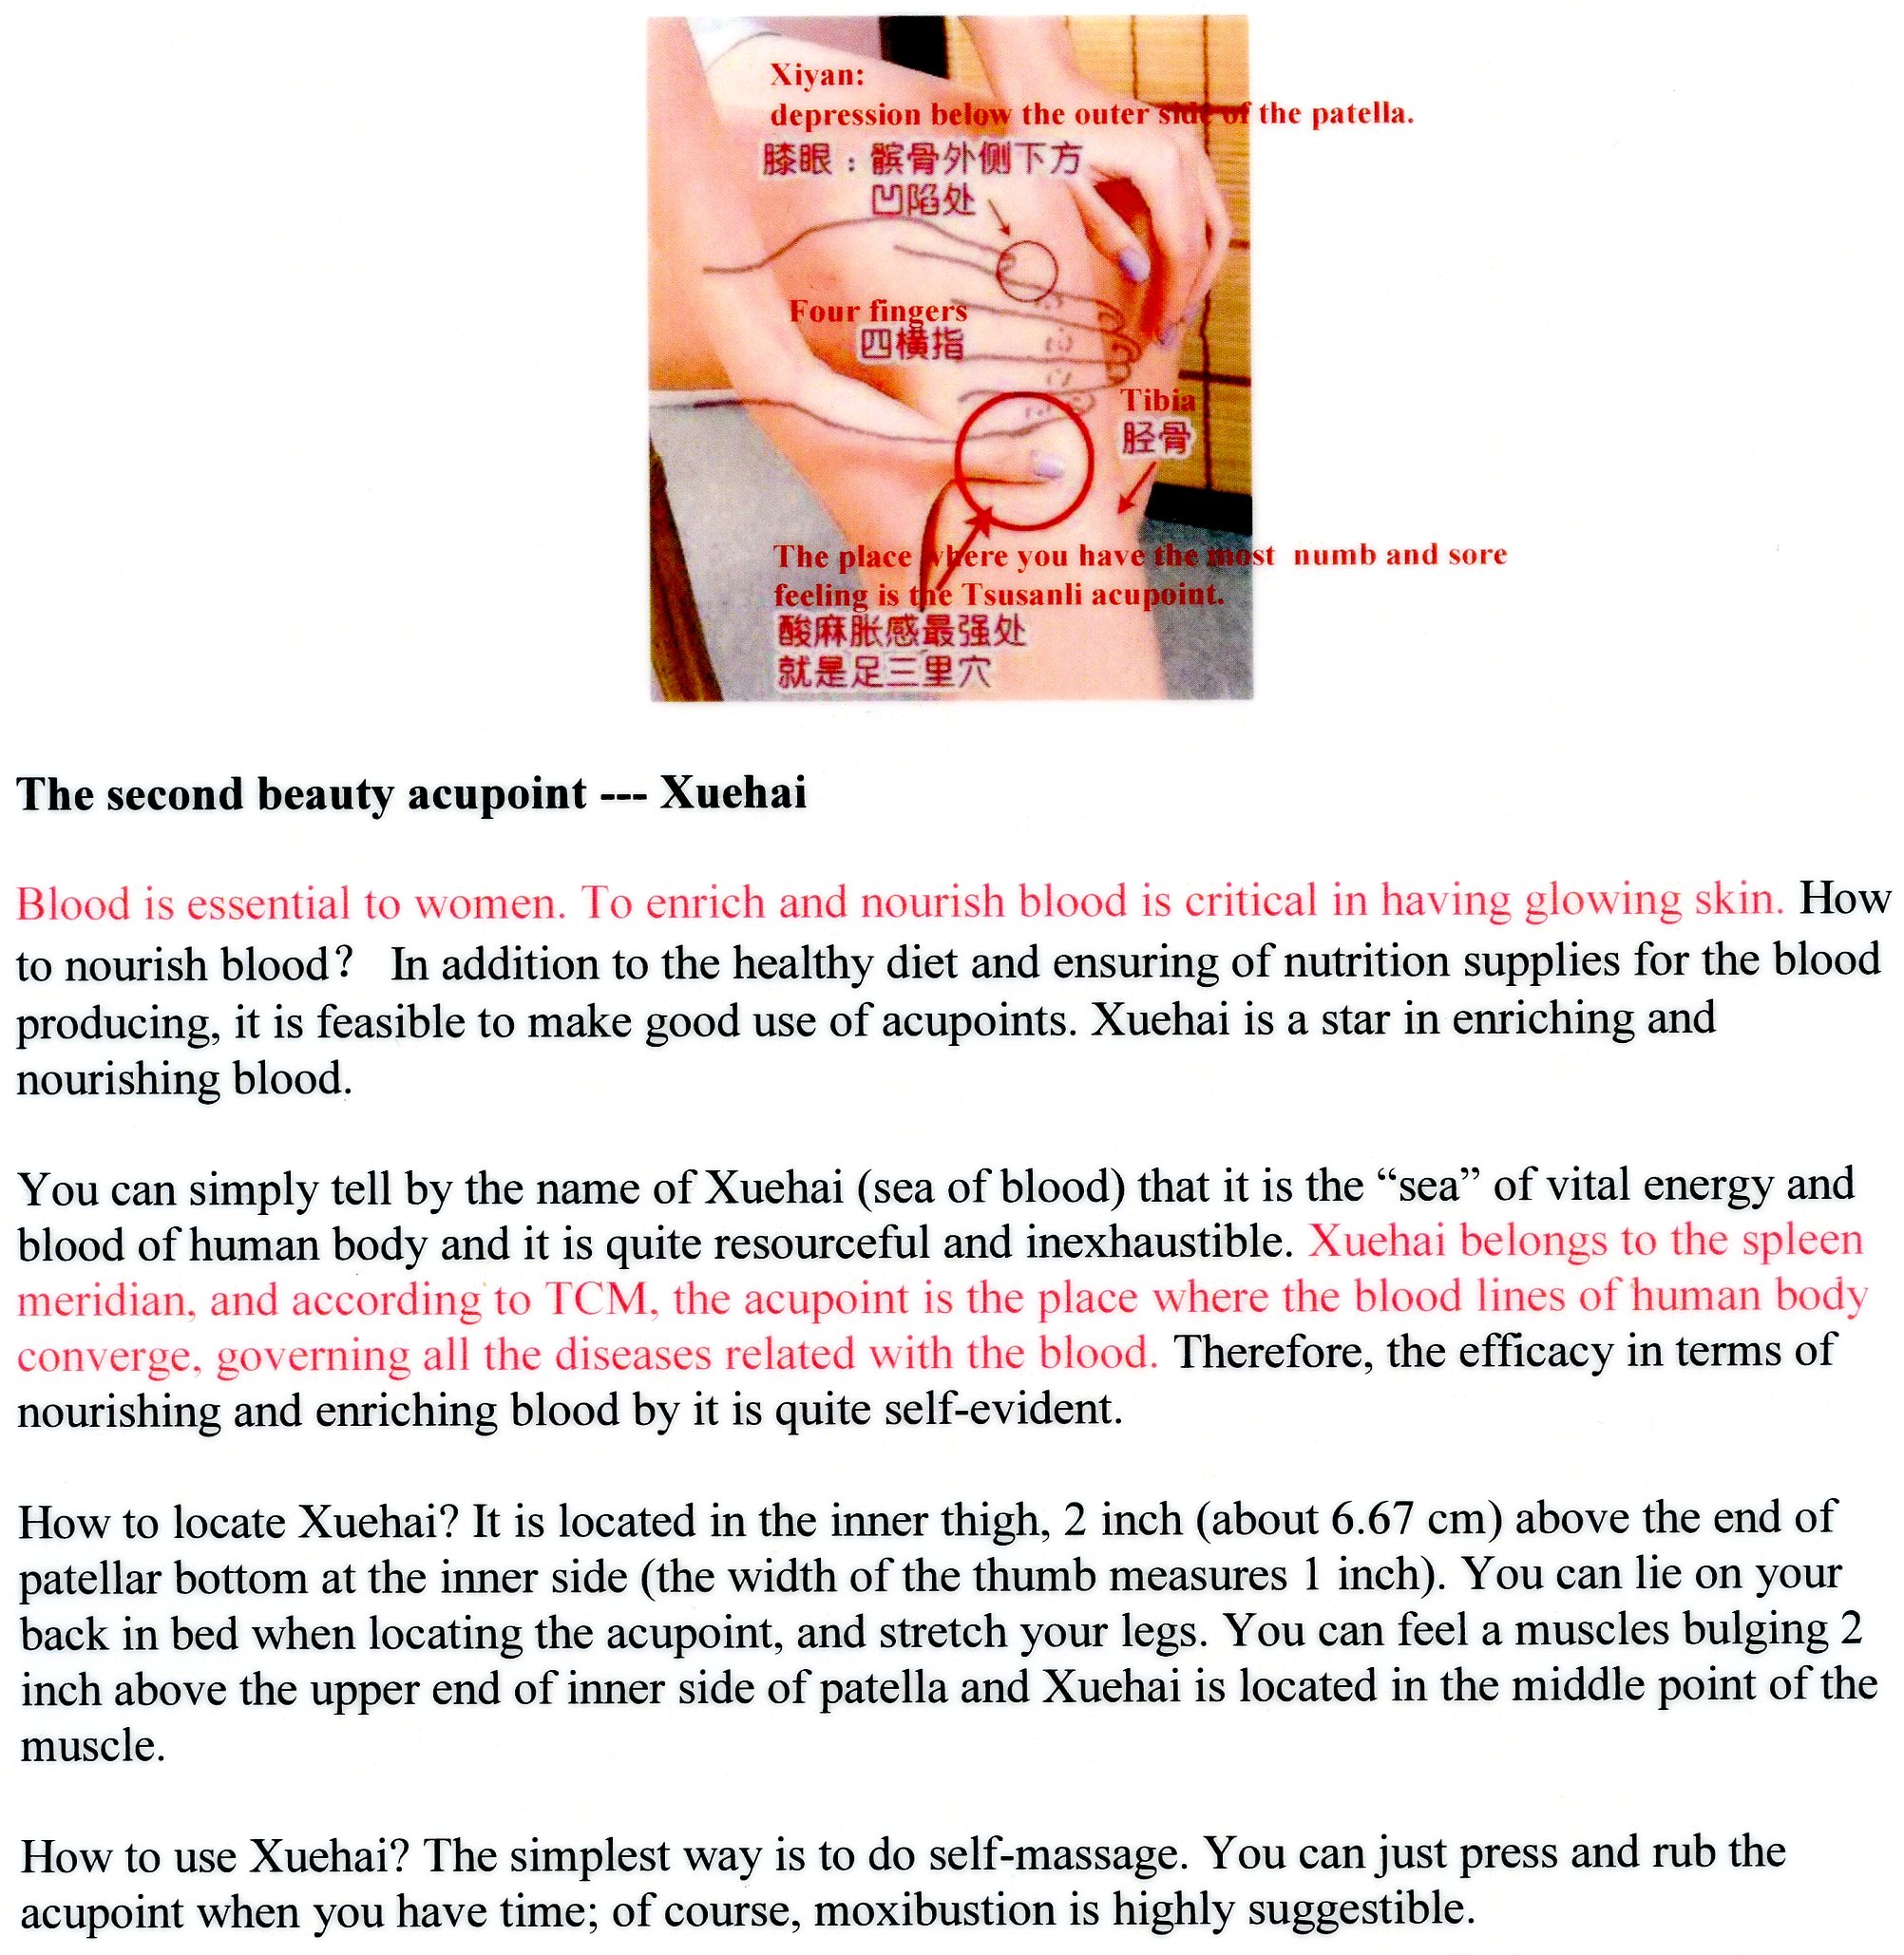 Xiyan:
depression below the outer side of the patella.
膝眼：髌骨外侧下方
凹陷处
Four fingers
四横指
Tibia
胫骨
The place where you have the most numb and sore
feeling is the Tsusanli acupoint.
酸麻胀感最强处
就是足三里穴
The second beauty acupoint --- Xuehai
Blood is essential to women. To enrich and nourish blood is critical in having glowing skin. How
to nourish blood? In addition to the healthy diet and ensuring of nutrition supplies for the blood
producing, it is feasible to make good use of acupoints. Xuehai is a star in enriching and
nourishing blood.
You can simply tell by the name of Xuehai (sea of blood) that it is the “sea” of vital energy and
blood of human body and it is quite resourceful and inexhaustible. Xuehai belongs to the spleen
meridian, and according to TCM, the acupoint is the place where the blood lines of human body
converge, governing all the diseases related with the blood. Therefore, the efficacy in terms of
nourishing and enriching blood by it is quite self-evident.
How to locate Xuehai? It is located in the inner thigh, 2 inch (about 6.67 cm) above the end of
patellar bottom at the inner side (the width of the thumb measures 1 inch). You can lie on your
back in bed when locating the acupoint, and stretch your legs. You can feel a muscles bulging 2
inch above the upper end of inner side of patella and Xuehai is located in the middle point of the
muscle.
How to use Xuehai? The simplest way is to do self-massage. You can just press and rub the
acupoint when you have time; of course, moxibustion is highly suggestible.